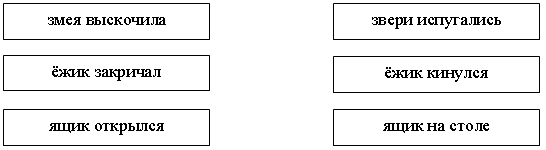 змея выскочила
звери испугались
ёжик закричал
ёжик кинулся
ящик открылся
ящик на столе